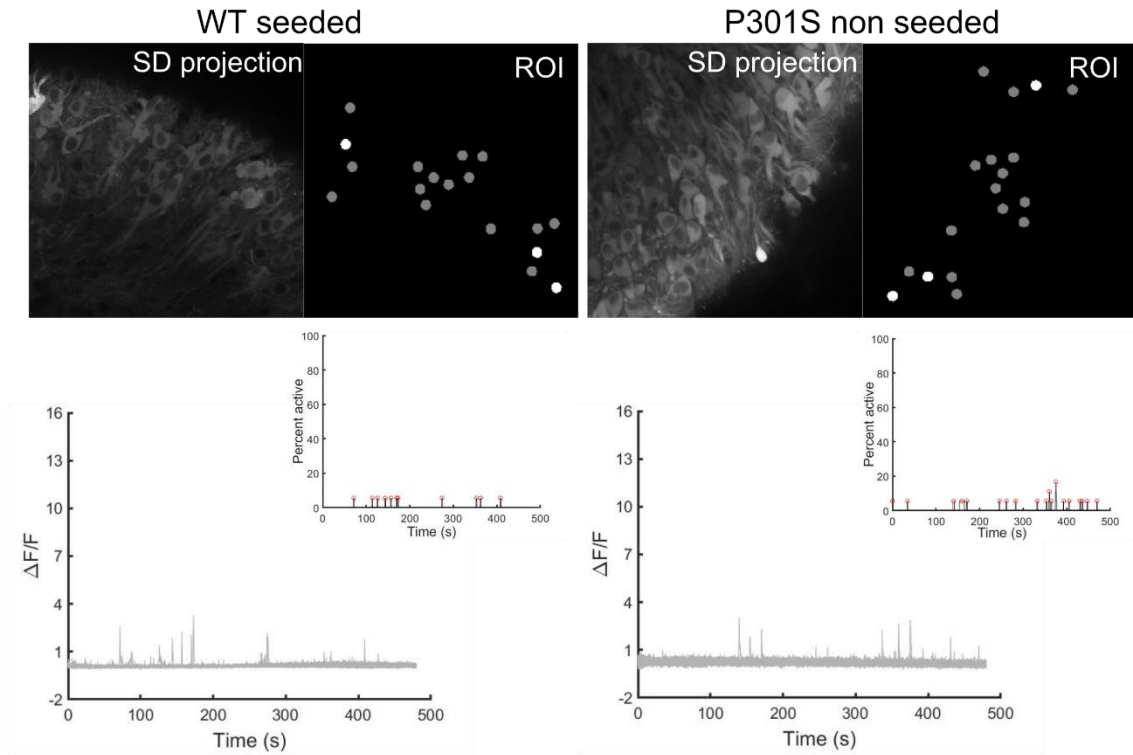 WT seeded
P301S non seeded
SD projection
ROI
SD projection
ROI
100
80
60
40
20
0
Percent active
0 100 200 300 400 500
Time (s)
100
80
60
40
20
0
Percent active
0 100 200 300 400 500
Time (s)
16
13
10
7
4
1
-2
ΔF/F
0 100 200 300 400 500
Time (s)
16
13
10
7
4
1
-2
ΔF/F
0 100 200 300 400 500
Time (s)